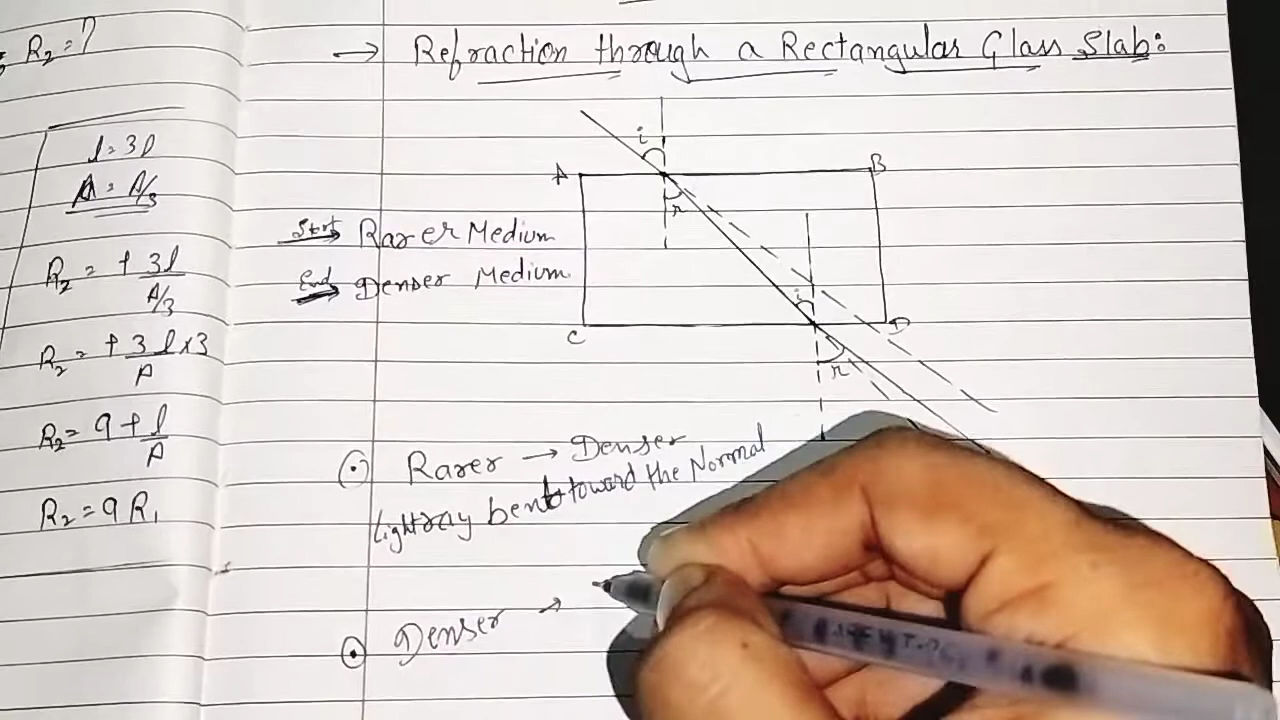 R₂ = ?
→ Refraction through a Rectangular Glass Slab:
l = 3l
A = A/3
R₂ = + 3l
A/3
R₂ = + 3l×3
A
R₂ = 9 + l
A
R₂ = 9 R₁
i
A
B
r
Start → Rarer Medium
End → Denser Medium
i
C
D
r
Rarer → Denser
Light ray bent toward the Normal
Denser →